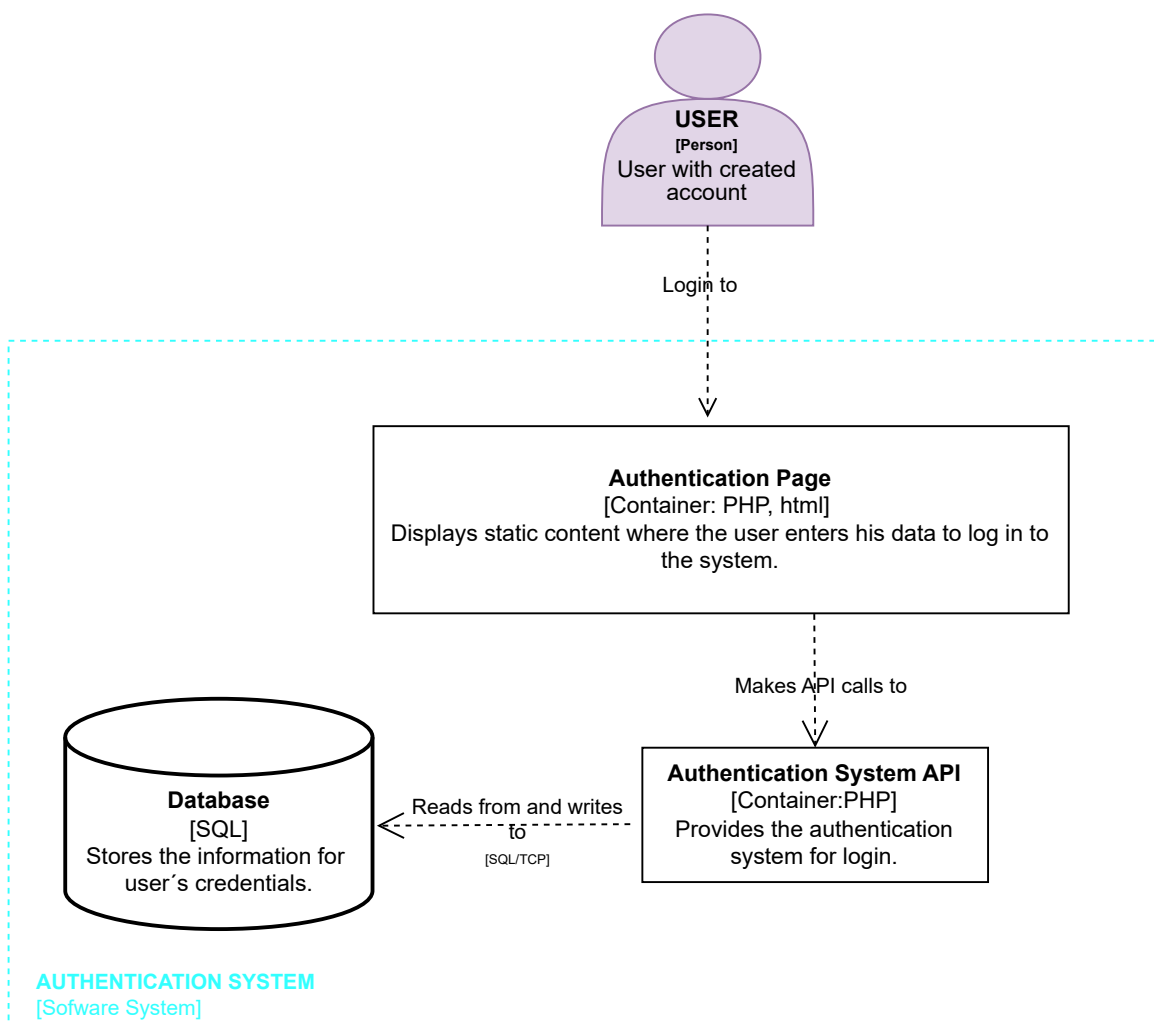 USER
[Person]
User with created
account
Login to
Authentication Page
[Container: PHP, html]
Displays static content where the user enters his data to log in to
the system.
Makes API calls to
Authentication System API
[Container:PHP]
Provides the authentication
system for login.
Reads from and writes
to
[SQL/TCP]
Database
[SQL]
Stores the information for
user´s credentials.
AUTHENTICATION SYSTEM
[Sofware System]